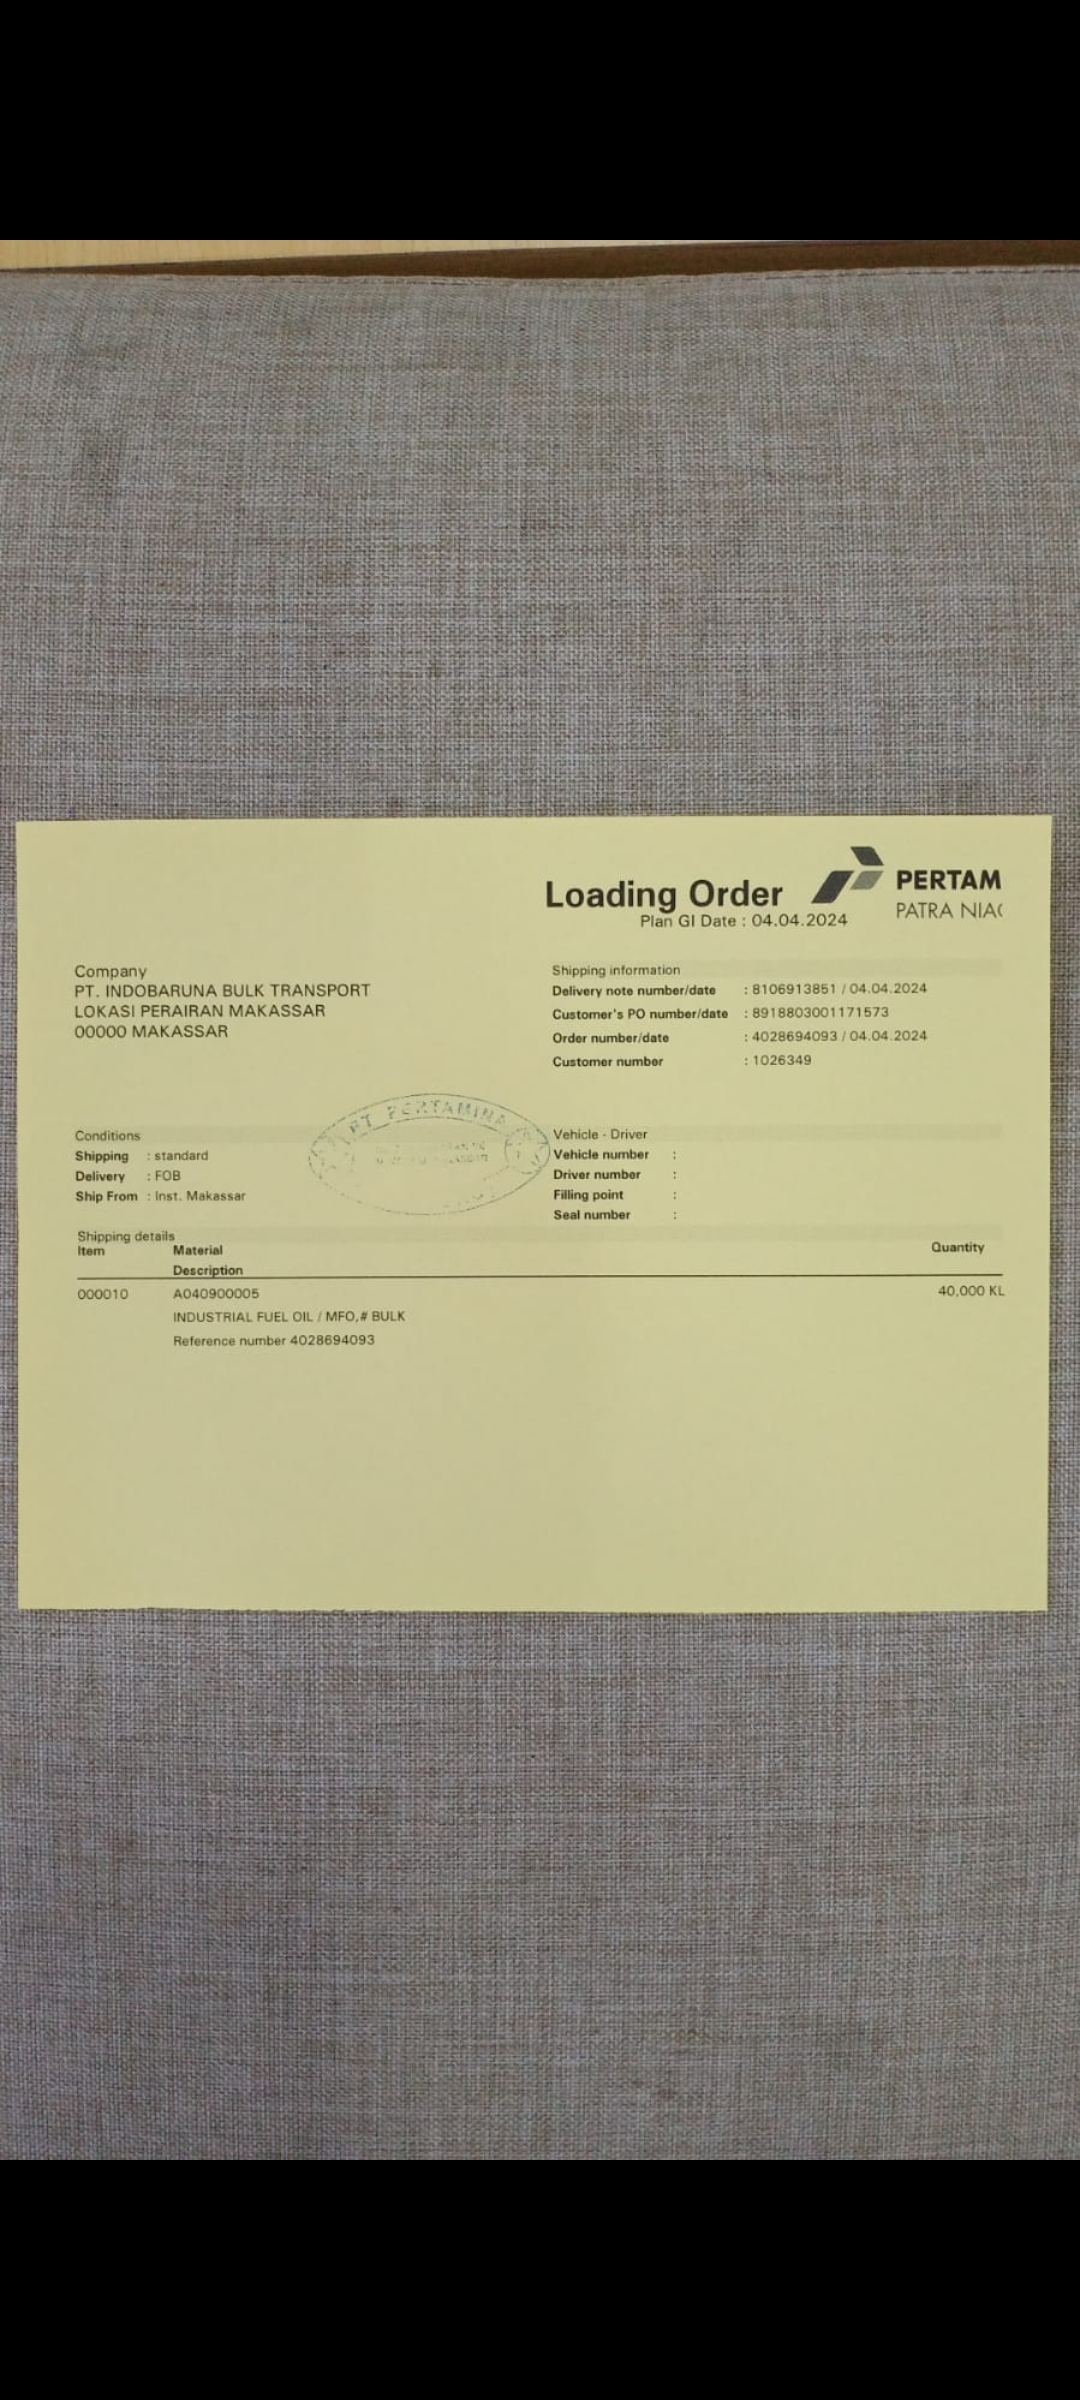 Loading Order
Plan GI Date : 04.04.2024
PERTAM
PATRA NIA
Company
PT. INDOBARUNA BULK TRANSPORT
LOKASI PERAIRAN MAKASSAR
00000 MAKASSAR
Shipping information
Delivery note number/date : 8106913851 / 04.04.2024
Customer's PO number/date : 8918803001171573
Order number/date : 4028694093 / 04.04.2024
Customer number : 1026349
PT. PERTAMINA
Conditions
Shipping : standard
Delivery : FOB
Ship From : Inst. Makassar
Vehicle - Driver
Vehicle number :
Driver number :
Filling point :
Seal number :
Shipping details
Item Material Quantity
Description
000010 A040900005 40,000 KL
INDUSTRIAL FUEL OIL / MFO,# BULK
Reference number 4028694093